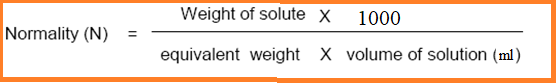 Weight of solute X 1000
Normality (N) =
equivalent weight X volume of solution (ml)